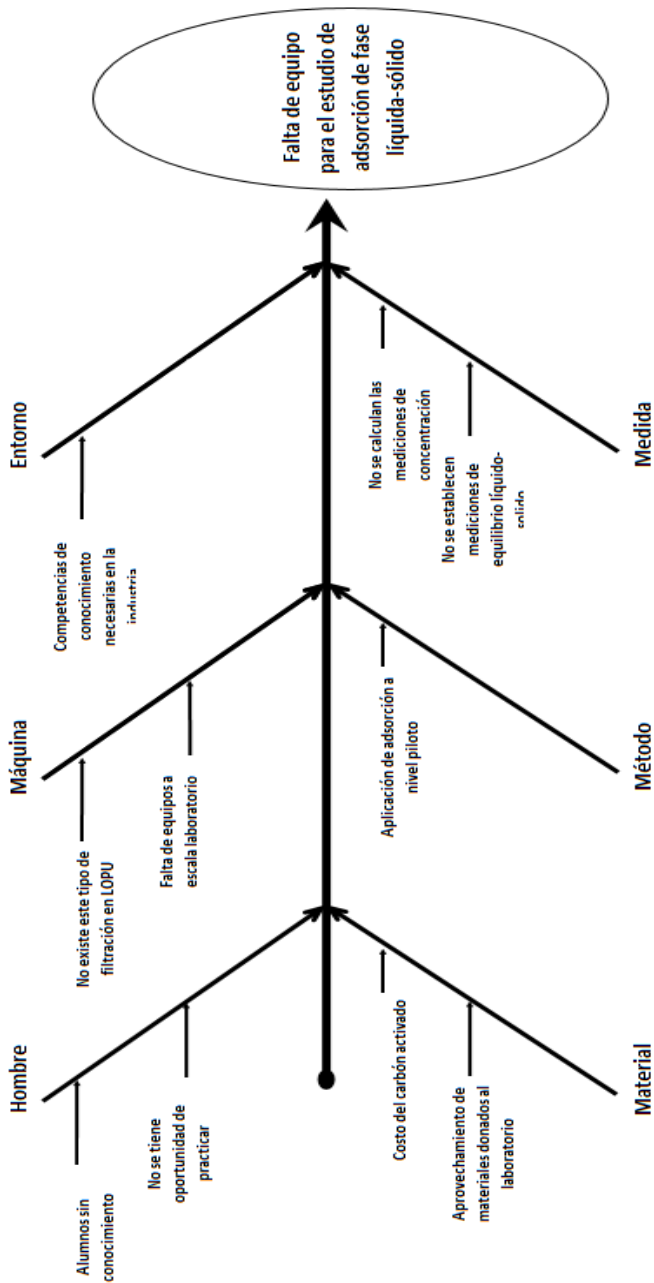 Hombre
Máquina
Entorno
Alumnos sin
conocimiento
No se tiene
oportunidad de
practicar
No existe este tipo de
filtración en LOPU
Falta de equipos a
escala laboratorio
Competencias de
conocimiento
necesarias en la
industria
Falta de equipo
para el estudio de
adsorción de fase
líquida-sólido
Costo del carbón activado
Aprovechamiento de
materiales donados al
laboratorio
Aplicación de adsorción a
nivel piloto
No se calculan las
mediciones de
concentración
No se establecen
mediciones de
equilibrio líquido-
solido
Material
Método
Medida